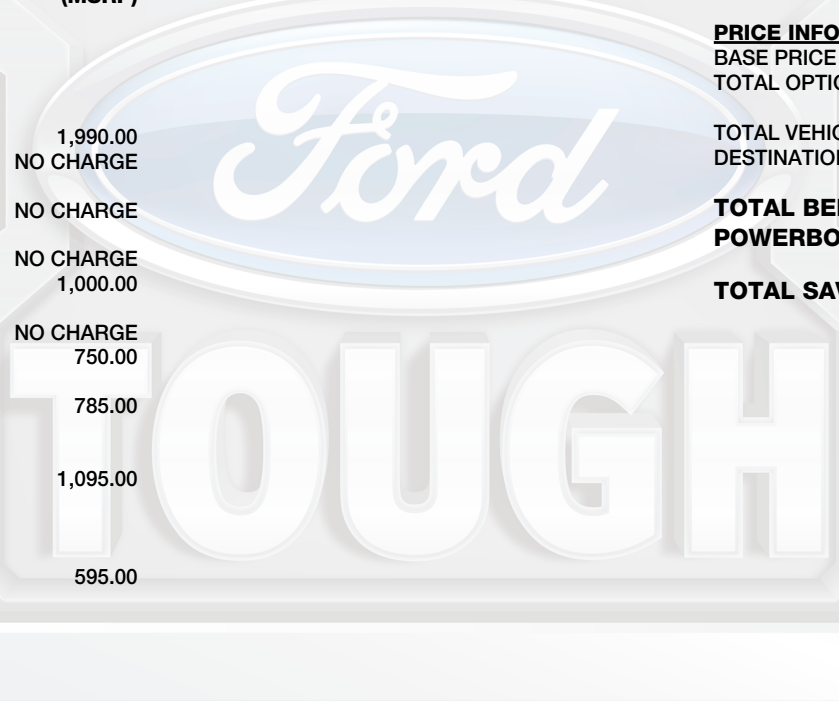 (MSRP)
1,990.00
NO CHARGE
NO CHARGE
NO CHARGE
1,000.00
NO CHARGE
750.00
785.00
1,095.00
595.00
PRICE INFO
BASE PRICE
TOTAL OPTIO
TOTAL VEHIC
DESTINATION
TOTAL BE
POWERBO
TOTAL SAV
Ford
TOUGH